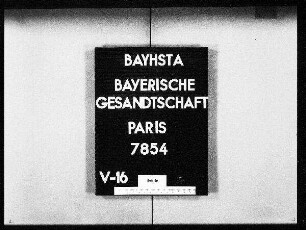 BAYHSTA
BAYERISCHE
GESANDTSCHAFT
PARIS
7854
V-16